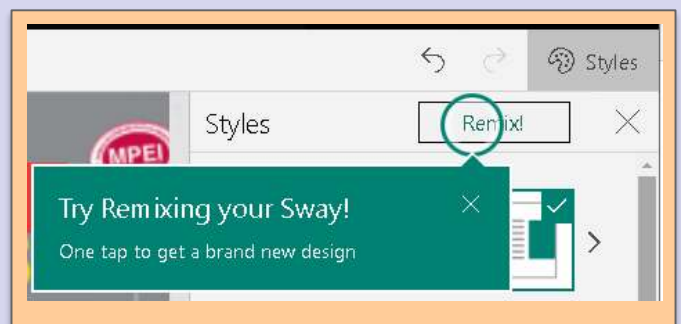 Styles
Styles
Remix!
MPEI
Try Remixing your Sway!
One tap to get a brand new design